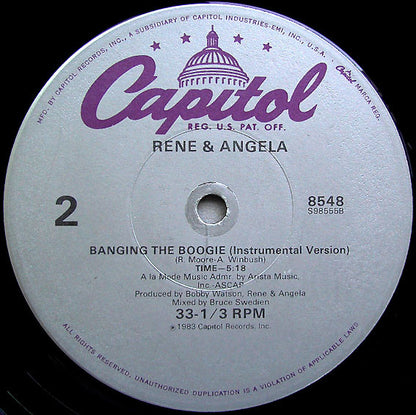 MFD. BY CAPITOL RECORDS, INC., A SUBSIDIARY OF CAPITOL INDUSTRIES-EMI, INC., U.S.A.
Capitol MARCA REG.
Capitol
REG. U.S. PAT. OFF.
RENE & ANGELA
2
8548
S98555B
BANGING THE BOOGIE (Instrumental Version)
(R. Moore-A. Winbush)
TIME—5:18
A la Mode Music Admr. by Arista Music,
Inc.-ASCAP
Produced by Bobby Watson, Rene & Angela
Mixed by Bruce Swedien
33-1/3 RPM
℗1983 Capitol Records, Inc.
ALL RIGHTS RESERVED. UNAUTHORIZED DUPLICATION IS A VIOLATION OF APPLICABLE LAWS